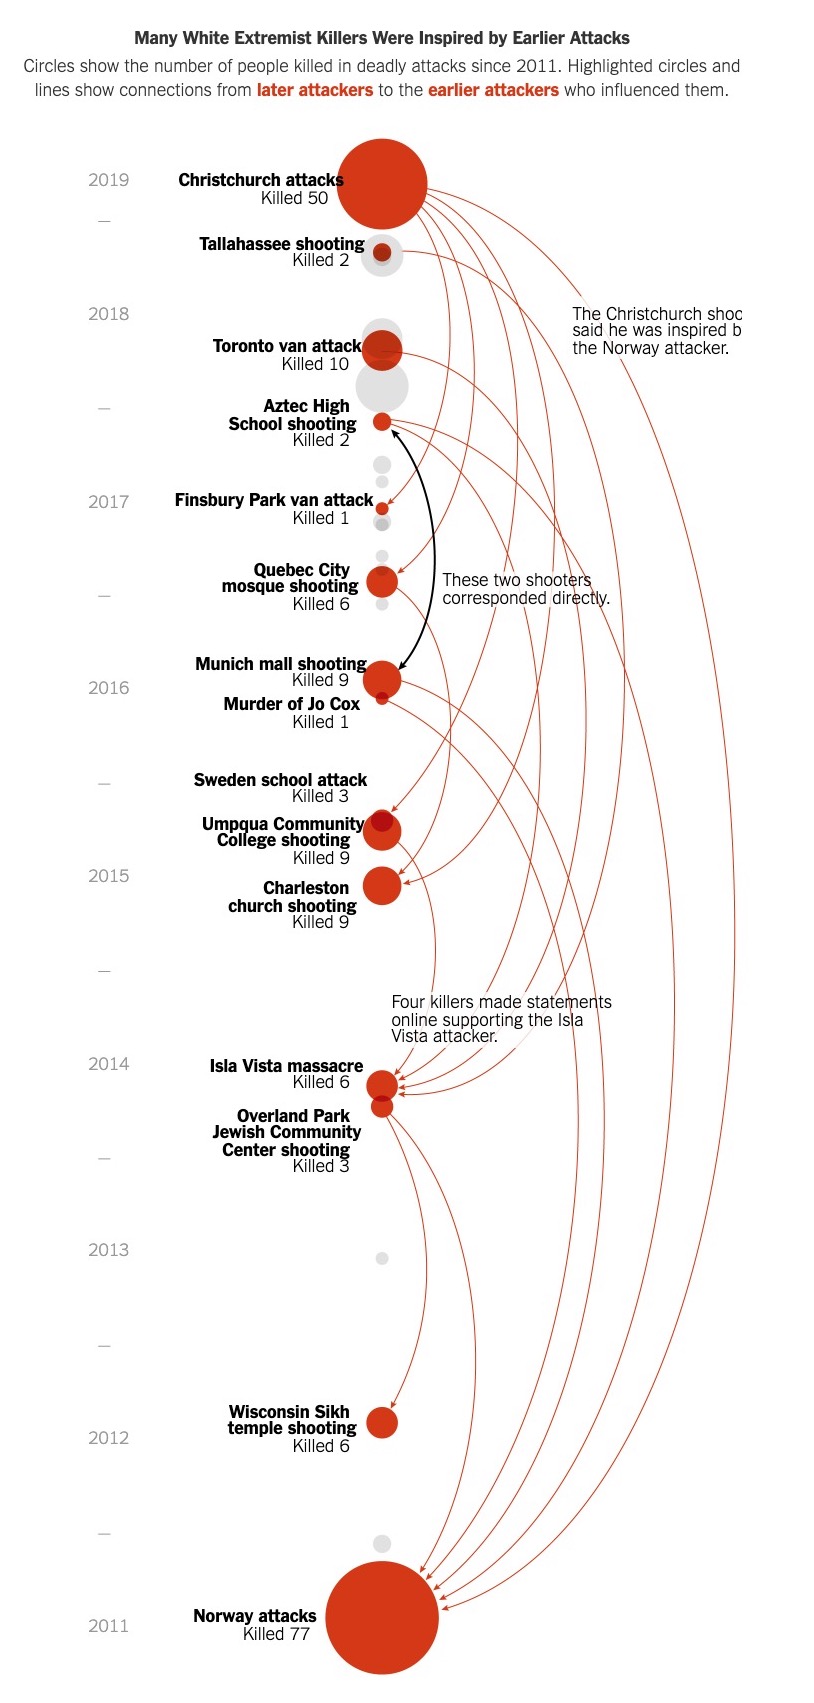 Many White Extremist Killers Were Inspired by Earlier Attacks
Circles show the number of people killed in deadly attacks since 2011. Highlighted circles and
lines show connections from later attackers to the earlier attackers who influenced them.
2019
Christchurch attacks
Killed 50
Tallahassee shooting
Killed 2
2018
The Christchurch shoo
said he was inspired b
the Norway attacker.
Toronto van attack
Killed 10
Aztec High
School shooting
Killed 2
2017
Finsbury Park van attack
Killed 1
Quebec City
mosque shooting
Killed 6
These two shooters
corresponded directly.
2016
Munich mall shooting
Killed 9
Murder of Jo Cox
Killed 1
Sweden school attack
Killed 3
Umpqua Community
College shooting
Killed 9
2015
Charleston
church shooting
Killed 9
Four killers made statements
online supporting the Isla
Vista attacker.
2014
Isla Vista massacre
Killed 6
Overland Park
Jewish Community
Center shooting
Killed 3
2013
Wisconsin Sikh
temple shooting
Killed 6
2012
Norway attacks
Killed 77
2011